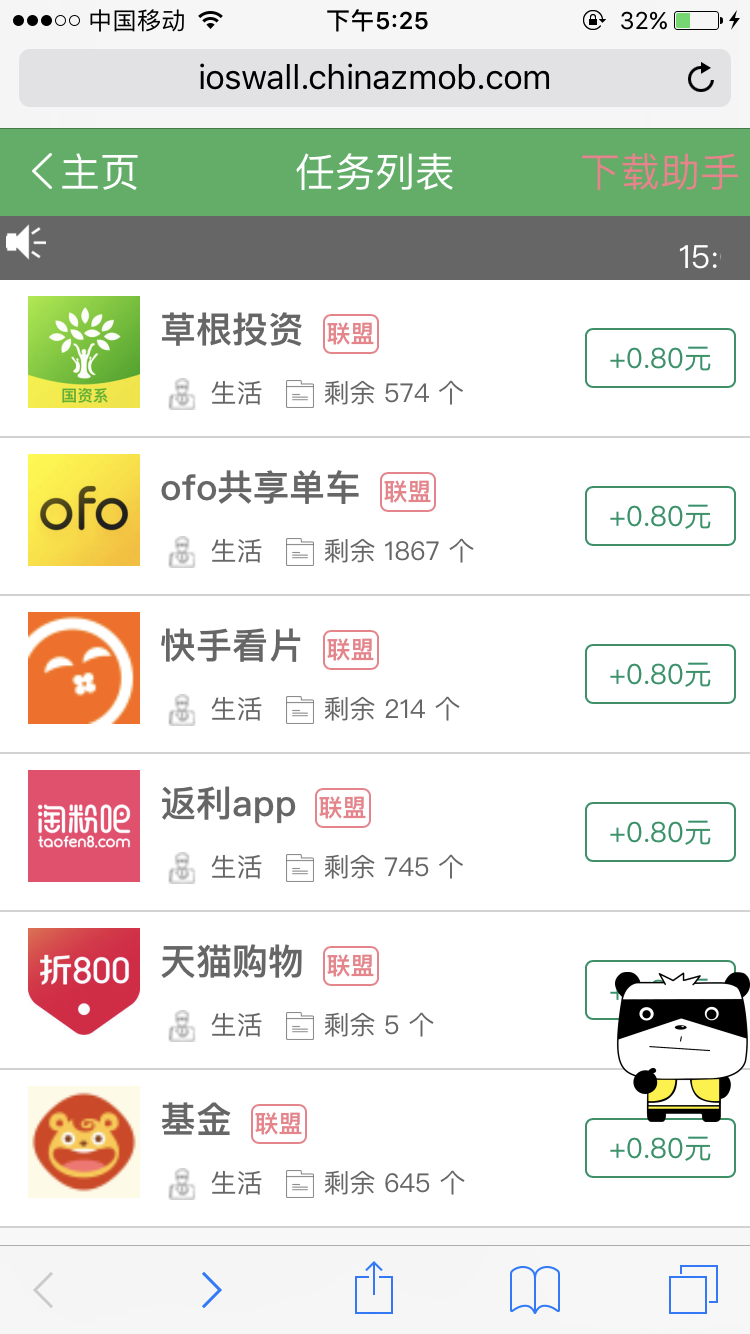 中国移动 下午5:25 32%
ioswall.chinazmob.com
主页 任务列表 下载助手
15:
草根投资 联盟
国资系
生活 剩余 574 个
+0.80元
ofo共享单车 联盟
ofo
生活 剩余 1867 个
+0.80元
快手看片 联盟
生活 剩余 214 个
+0.80元
返利app 联盟
淘粉吧
taofen8.com
生活 剩余 745 个
+0.80元
天猫购物 联盟
折800
生活 剩余 5 个
基金 联盟
生活 剩余 645 个
+0.80元